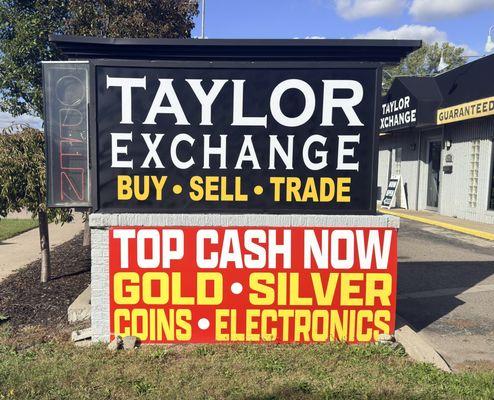 OPEN
TAYLOR
EXCHANGE
BUY • SELL • TRADE
TOP CASH NOW
GOLD • SILVER
COINS • ELECTRONICS
TAYLOR
EXCHANGE
GUARANTEED